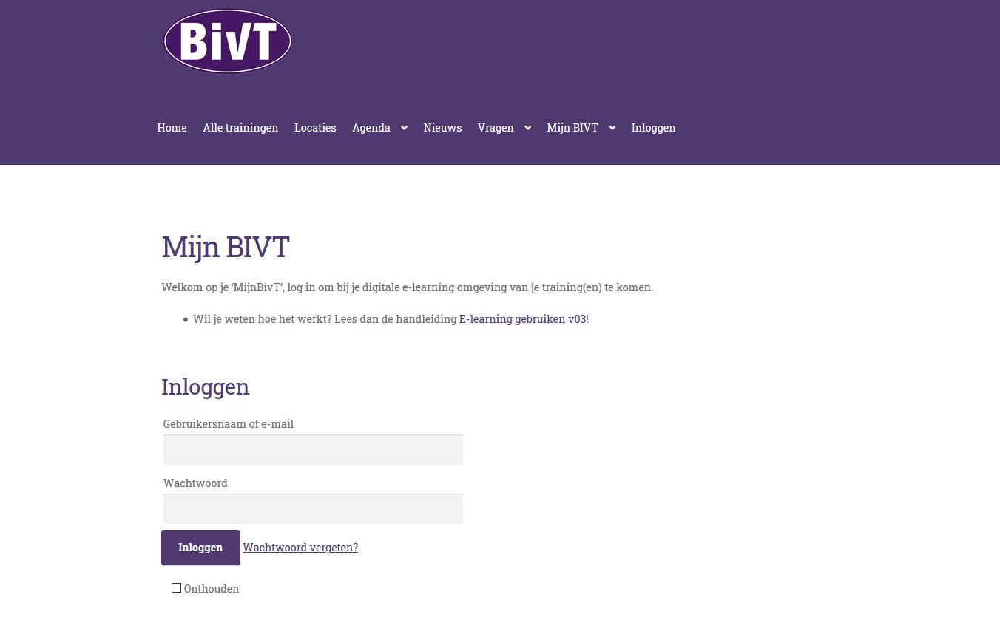 BiVT
Home Alle trainingen Locaties Agenda Nieuws Vragen Mijn BIVT Inloggen
Mijn BIVT
Welkom op je ‘MijnBivT’, log in om bij je digitale e-learning omgeving van je training(en) te komen.
Wil je weten hoe het werkt? Lees dan de handleiding E-learning gebruiken v03!
Inloggen
Gebruikersnaam of e-mail
Wachtwoord
Inloggen Wachtwoord vergeten?
Onthouden